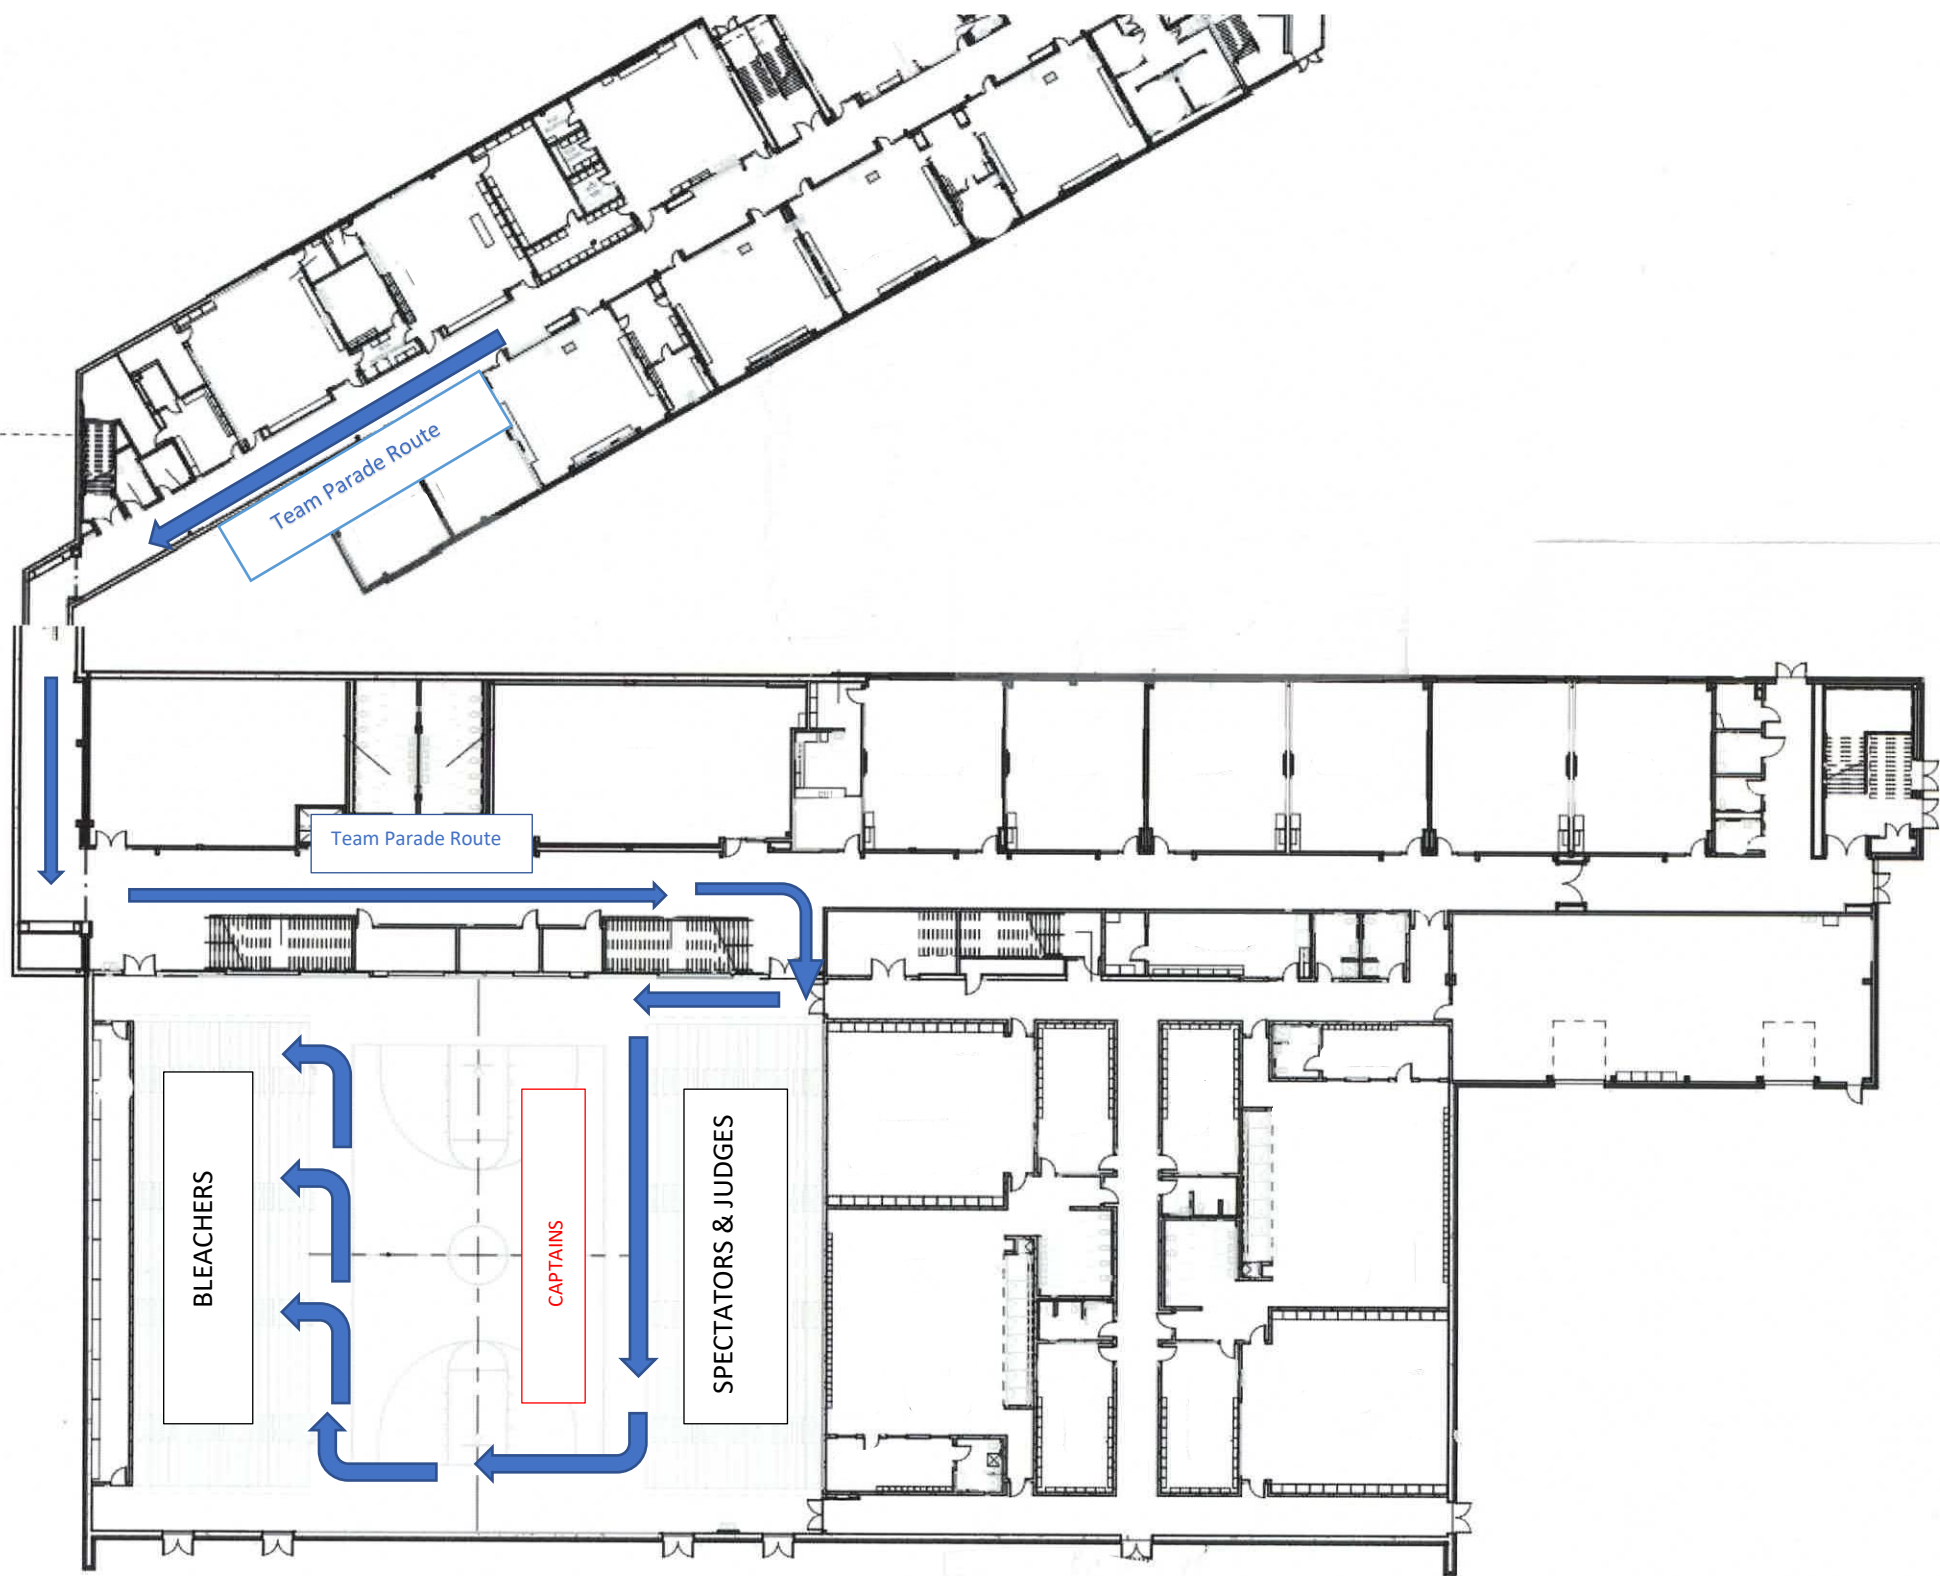 Team Parade Route
Team Parade Route
BLEACHERS
CAPTAINS
SPECTATORS & JUDGES